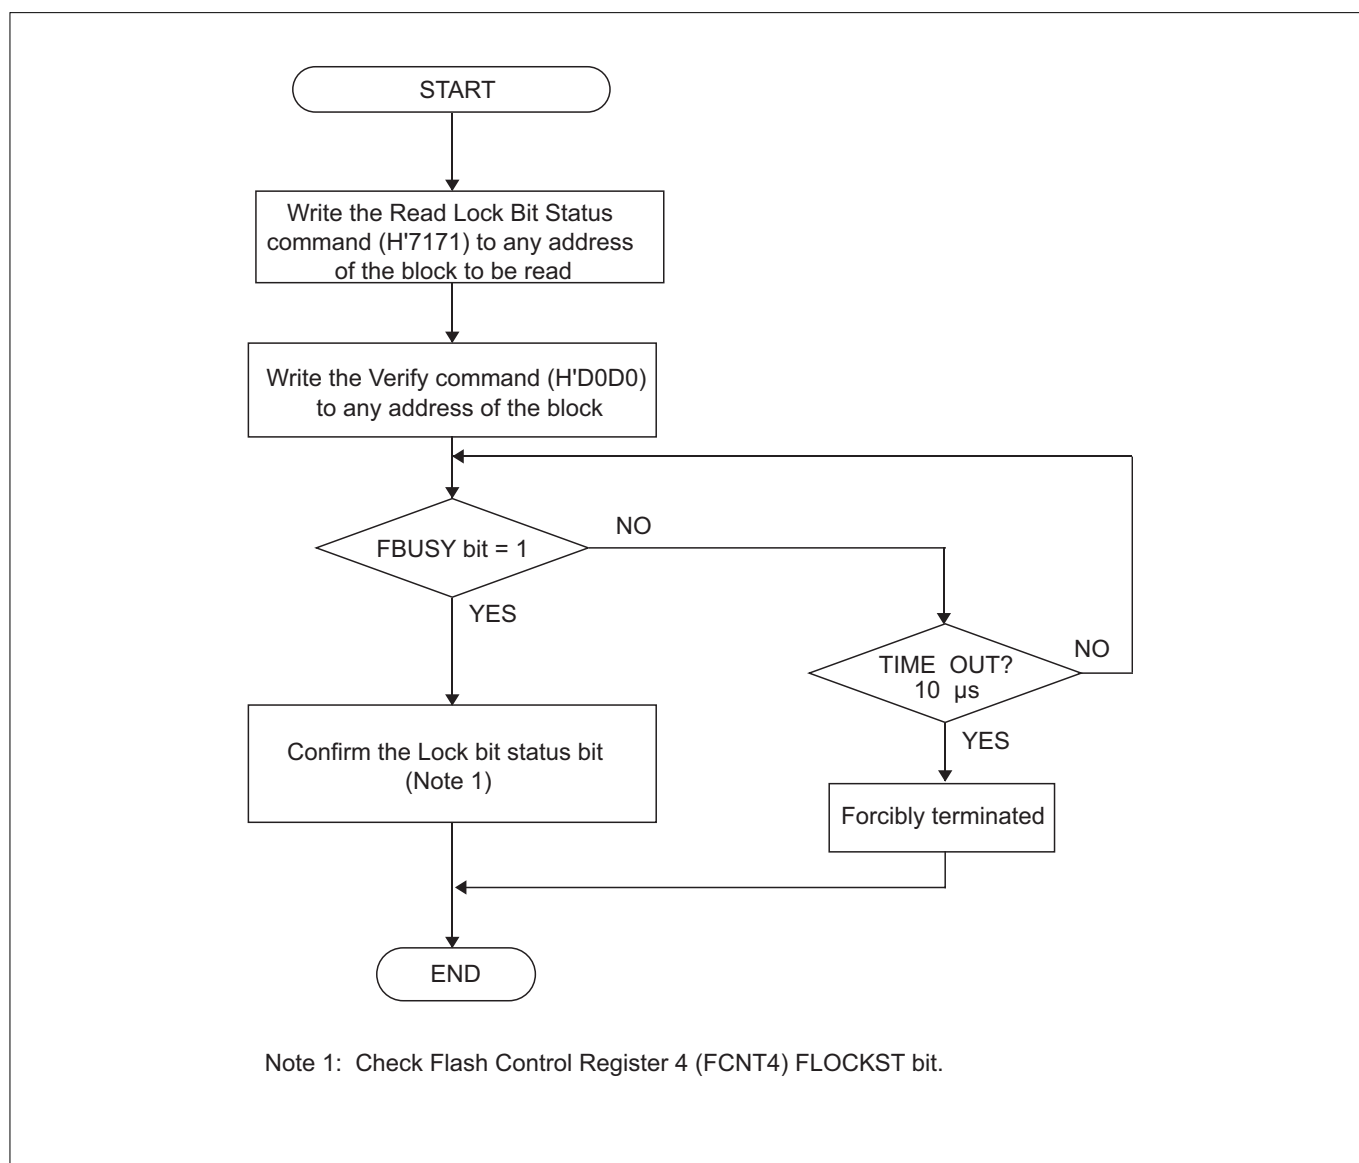 START
Write the Read Lock Bit Status
command (H'7171) to any address
of the block to be read
Write the Verify command (H'D0D0)
to any address of the block
FBUSY bit = 1
NO
YES
TIME OUT?
10 µs
NO
YES
Confirm the Lock bit status bit
(Note 1)
Forcibly terminated
END
Note 1: Check Flash Control Register 4 (FCNT4) FLOCKST bit.